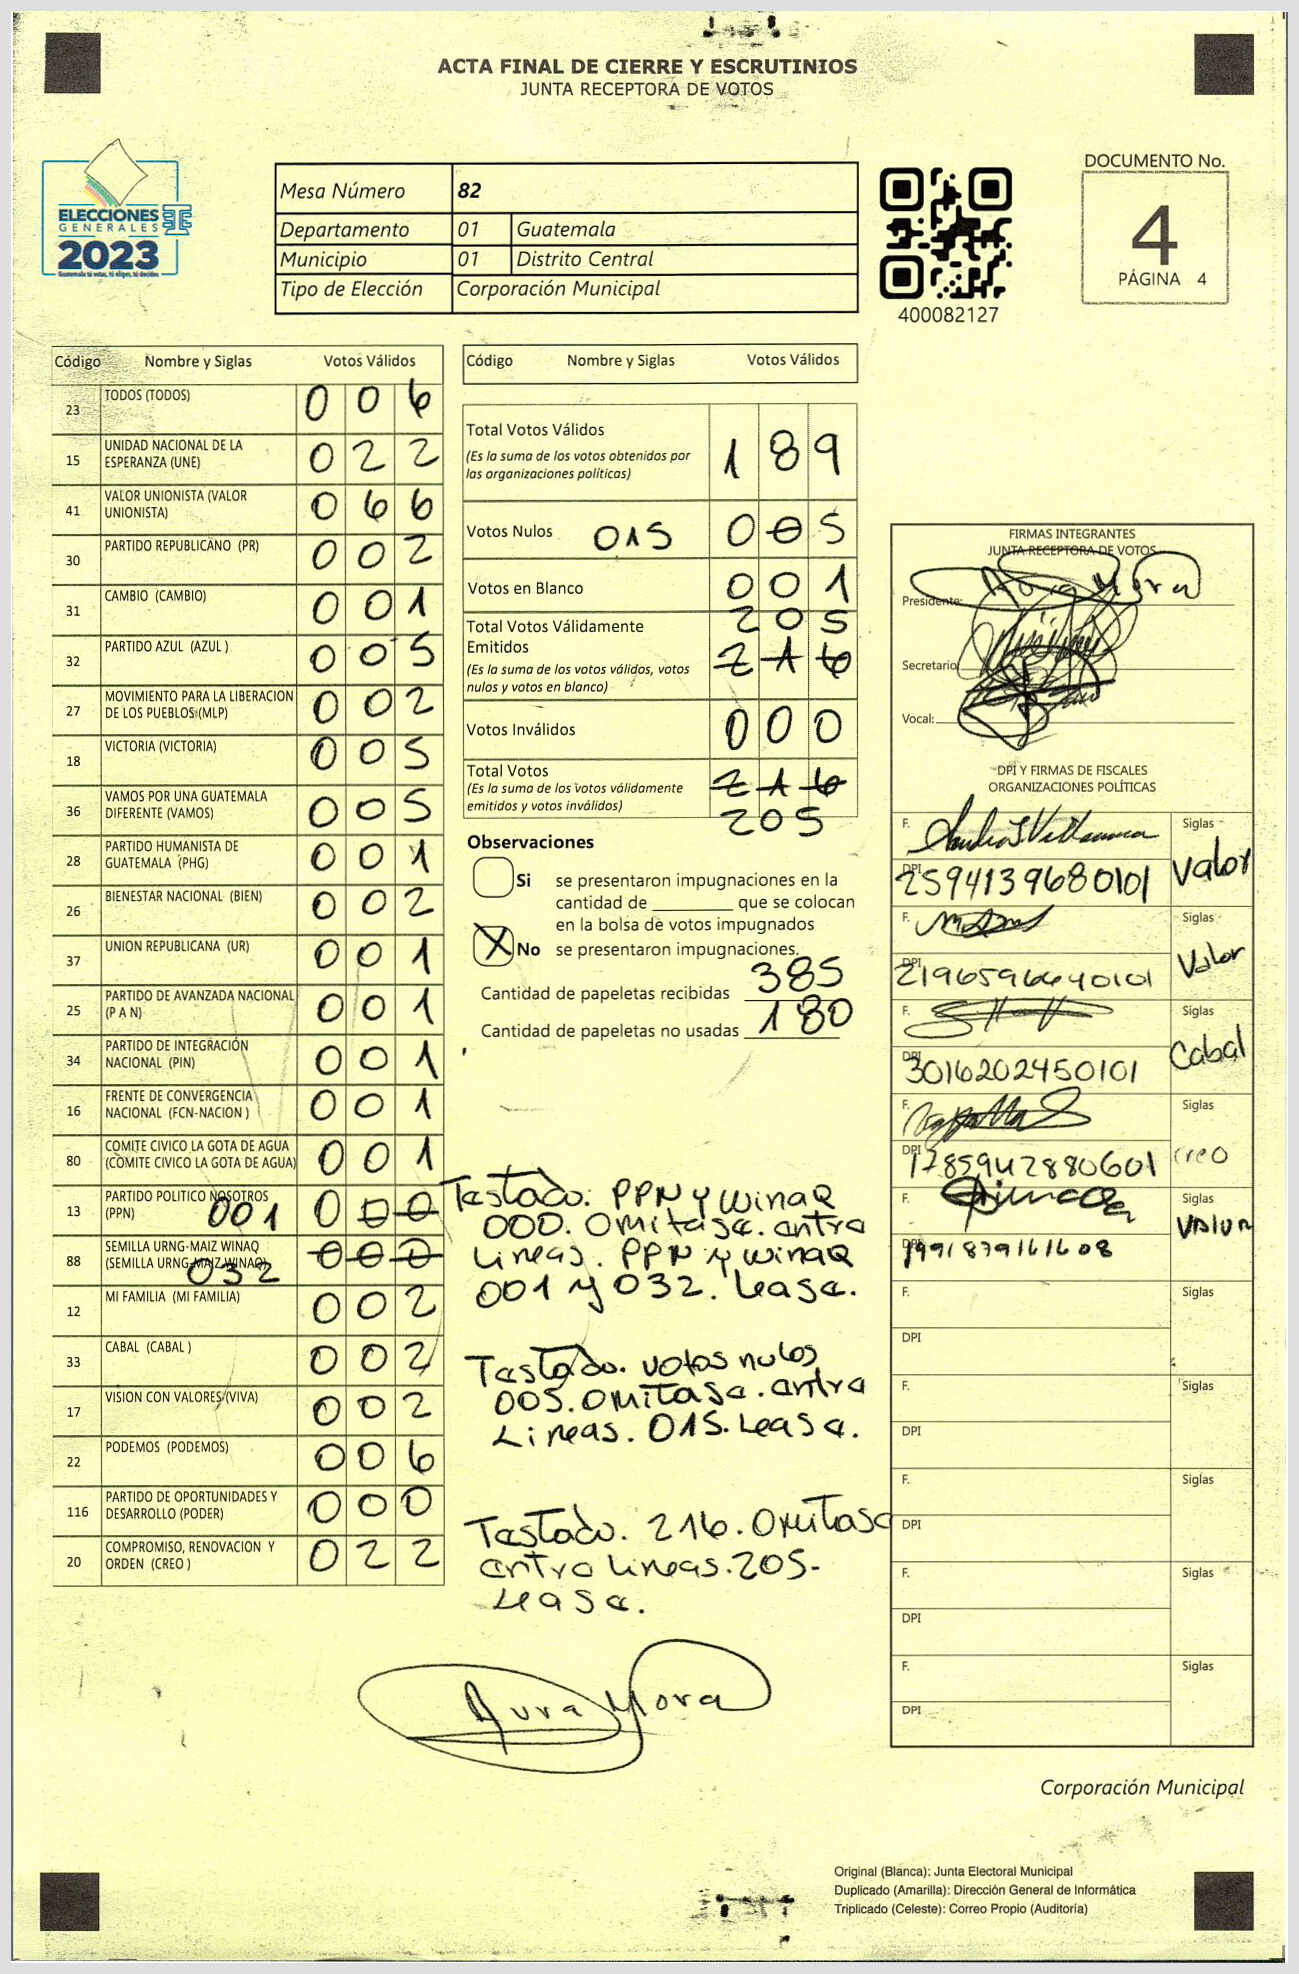 ACTA FINAL DE CIERRE Y ESCRUTINIOS
JUNTA RECEPTORA DE VOTOS
ELECCIONES
GENERALES
2023
Mesa Número 82
Departamento 01 Guatemala
Municipio 01 Distrito Central
Tipo de Elección Corporación Municipal
400082127
DOCUMENTO No.
4
PÁGINA 4
Código Nombre y Siglas Votos Válidos
23 TODOS (TODOS) 0 0 6
15 UNIDAD NACIONAL DE LA
ESPERANZA (UNE) 0 2 2
41 VALOR UNIONISTA (VALOR
UNIONISTA) 0 6 6
30 PARTIDO REPUBLICANO (PR) 0 0 2
31 CAMBIO (CAMBIO) 0 0 1
32 PARTIDO AZUL (AZUL ) 0 0 5
27 MOVIMIENTO PARA LA LIBERACION
DE LOS PUEBLOS (MLP) 0 0 2
18 VICTORIA (VICTORIA) 0 0 5
36 VAMOS POR UNA GUATEMALA
DIFERENTE (VAMOS) 0 0 5
28 PARTIDO HUMANISTA DE
GUATEMALA (PHG) 0 0 1
26 BIENESTAR NACIONAL (BIEN) 0 0 2
37 UNION REPUBLICANA (UR) 0 0 1
25 PARTIDO DE AVANZADA NACIONAL
(P A N) 0 0 1
34 PARTIDO DE INTEGRACIÓN
NACIONAL (PIN) 0 0 1
16 FRENTE DE CONVERGENCIA
NACIONAL (FCN-NACION ) 0 0 1
80 COMITE CIVICO LA GOTA DE AGUA
(COMITE CIVICO LA GOTA DE AGUA) 0 0 1
13 PARTIDO POLITICO NOSOTROS
(PPN) 001 0 0 0
88 SEMILLA URNG-MAIZ WINAQ 0 0 0
(SEMILLA URNG-MAIZ WINAQ) 032
12 MI FAMILIA (MI FAMILIA) 0 0 2
33 CABAL (CABAL ) 0 0 2
17 VISION CON VALORES (VIVA) 0 0 2
22 PODEMOS (PODEMOS) 0 0 6
116 PARTIDO DE OPORTUNIDADES Y
DESARROLLO (PODER) 0 0 0
20 COMPROMISO, RENOVACION Y
ORDEN (CREO ) 0 2 2
Código Nombre y Siglas Votos Válidos
Total Votos Válidos 1 8 9
(Es la suma de los votos obtenidos por
las organizaciones políticas)
Votos Nulos 015 0 0 5
Votos en Blanco 0 0 1
Total Votos Válidamente 2 0 5
Emitidos 2 1 6
(Es la suma de los votos válidos, votos
nulos y votos en blanco)
Votos Inválidos 0 0 0
Total Votos 2 1 6
(Es la suma de los votos válidamente
emitidos y votos inválidos) 205
Observaciones
Si se presentaron impugnaciones en la
cantidad de ________ que se colocan
en la bolsa de votos impugnados
X No se presentaron impugnaciones.
Cantidad de papeletas recibidas 385
Cantidad de papeletas no usadas 180
Testado. PPN y WINAQ
000. Omitase. entre
Lineas. PPN y WINAQ
001 y 032. Lease.
Testado. votos nulos
005. Omitase. entre
Lineas. 015. Lease.
Testado. 216. Omitase
entre Lineas. 205-
Lease.
Aura Mora
FIRMAS INTEGRANTES
JUNTA RECEPTORA DE VOTOS
Presidente: Aura Mora
Secretario
Vocal:
DPI Y FIRMAS DE FISCALES
ORGANIZACIONES POLÍTICAS
F. Siglas
DPI 2594139680101 Valor
F. Siglas
DPI 2196596640101 Valor
F. Siglas
DPI 3016202450101 Cabal
F. Siglas
DPI 1785942880601 creo
F. Siglas
DPI 1991879161608 VALOR
F. Siglas
DPI
F. Siglas
DPI
F. Siglas
DPI
F. Siglas
DPI
F. Siglas
DPI
Corporación Municipal
Original (Blanca): Junta Electoral Municipal
Duplicado (Amarilla): Dirección General de Informática
Triplicado (Celeste): Correo Propio (Auditoría)